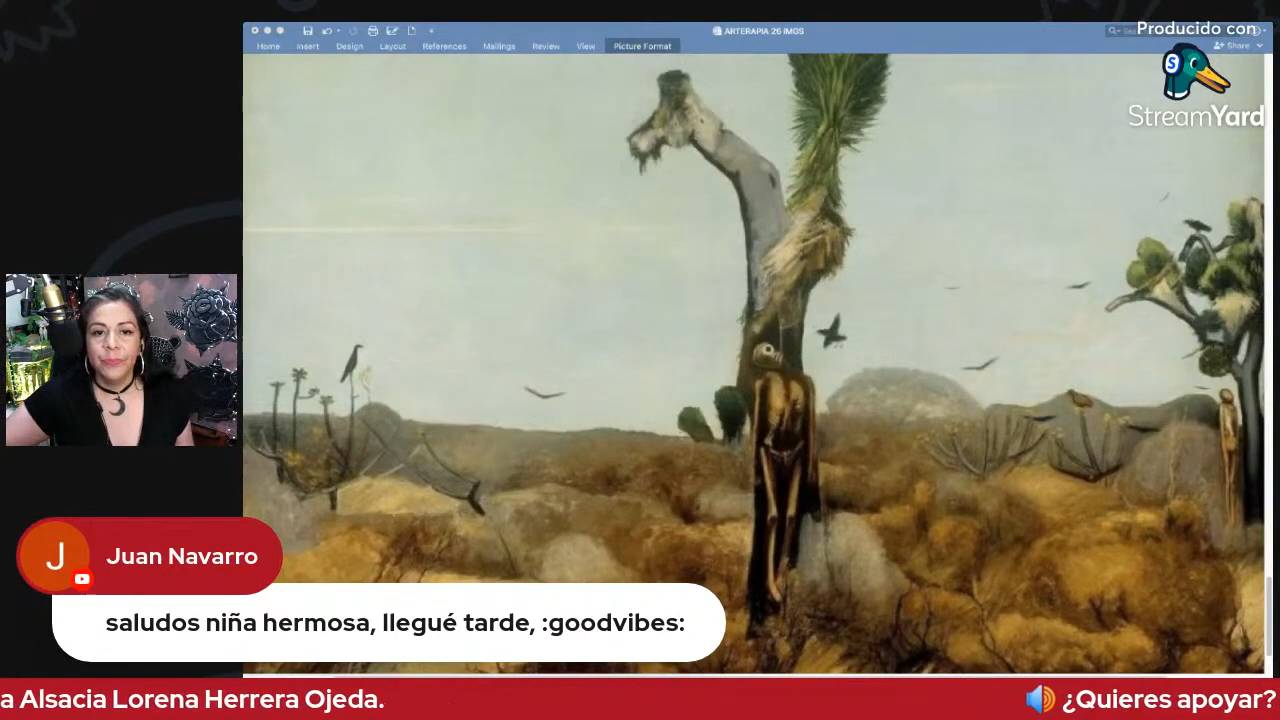 Producido con
StreamYard
ARTERAPIA 26 IMGS
Home Insert Design Layout References Mailings Review View Picture Format
Share
S
J
Juan Navarro
saludos niña hermosa, llegué tarde, :goodvibes:
a Alsacia Lorena Herrera Ojeda.
¿Quieres apoyar?